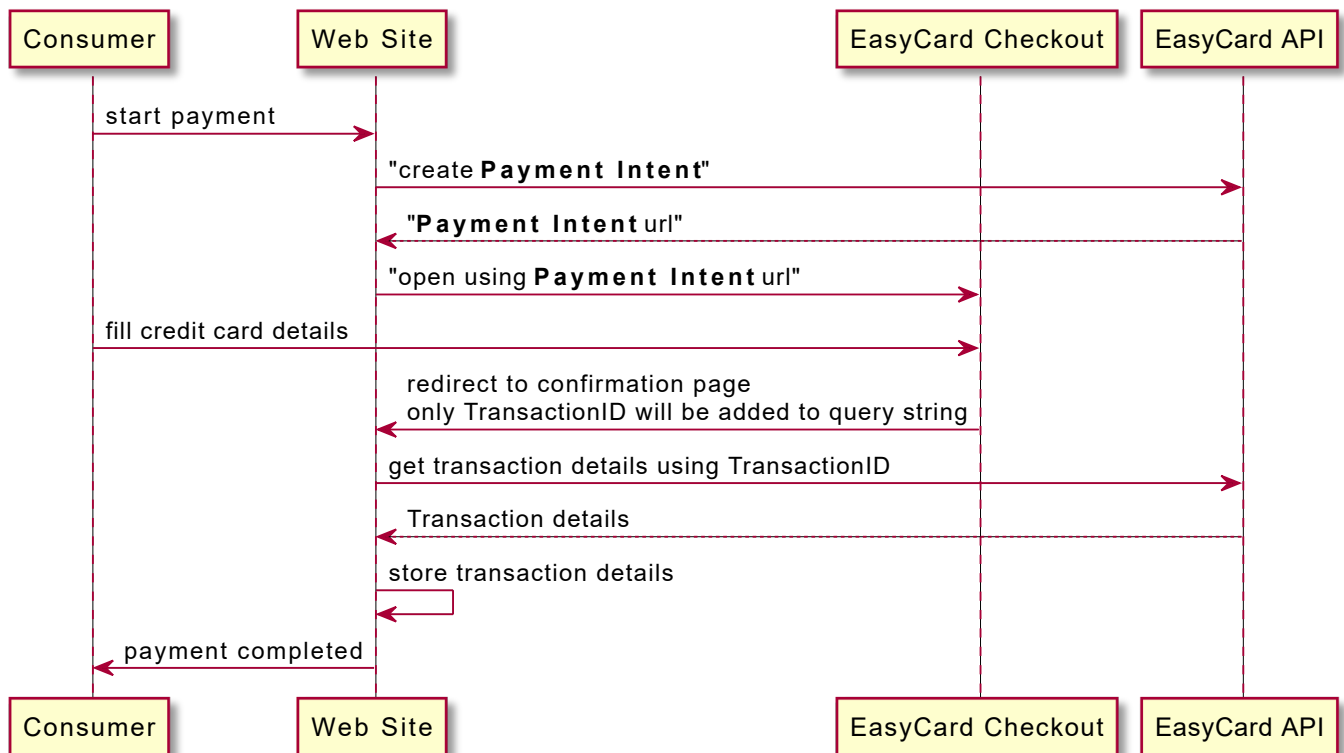 Consumer
Web Site
EasyCard Checkout
EasyCard API
start payment
"create Payment Intent"
"Payment Intent url"
"open using Payment Intent url"
fill credit card details
redirect to confirmation page
only TransactionID will be added to query string
get transaction details using TransactionID
Transaction details
store transaction details
payment completed
Consumer
Web Site
EasyCard Checkout
EasyCard API